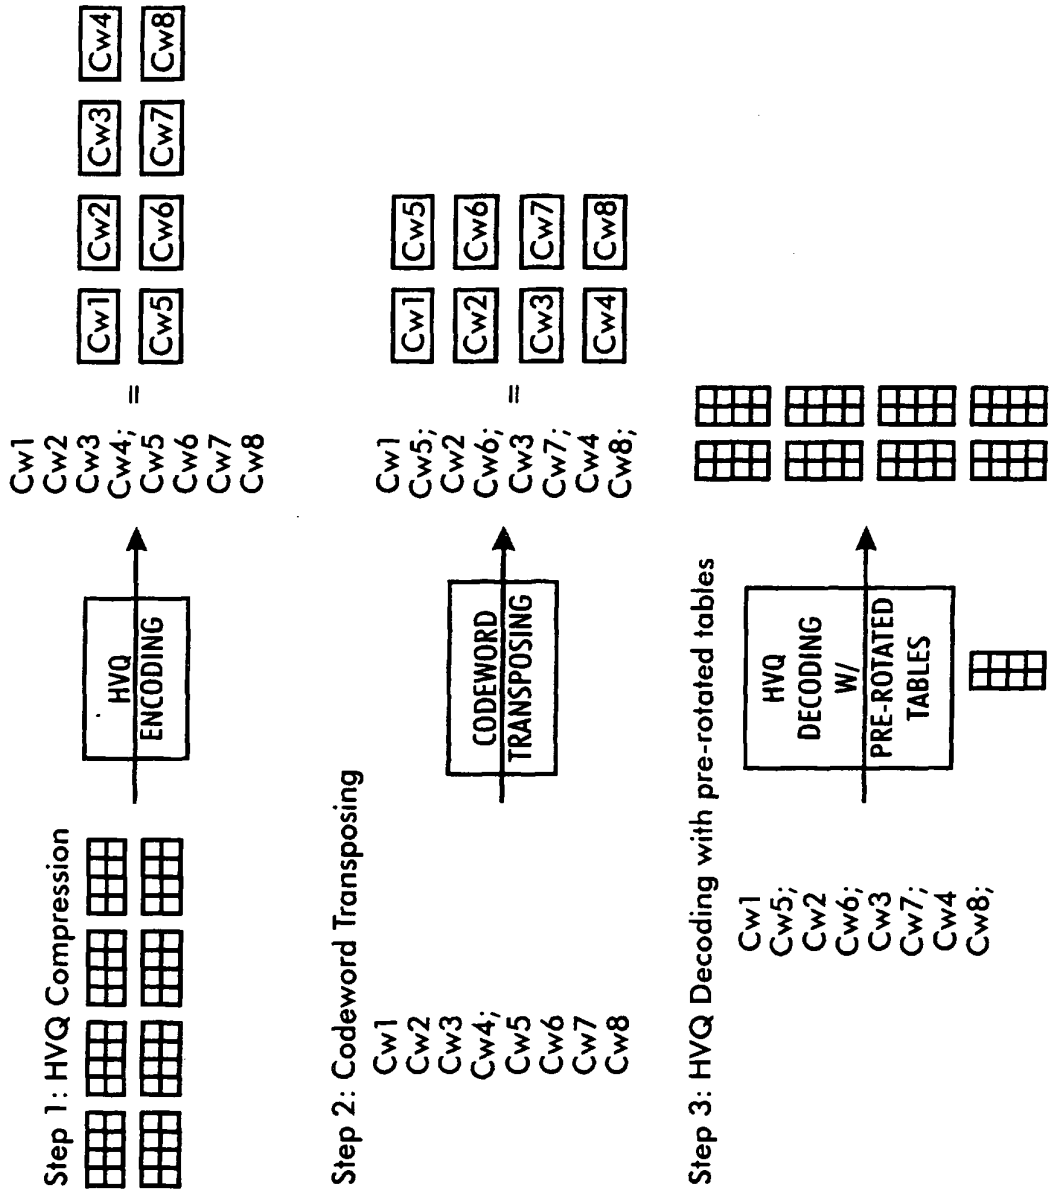 Step 1: HVQ Compression
HVQ
ENCODING
Cw1
Cw2
Cw3
Cw4;
Cw5
Cw6
Cw7
Cw8
=
Cw1 Cw2 Cw3 Cw4
Cw5 Cw6 Cw7 Cw8
Step 2: Codeword Transposing
Cw1
Cw2
Cw3
Cw4;
Cw5
Cw6
Cw7
Cw8
CODEWORD
TRANSPOSING
Cw1
Cw5;
Cw2
Cw6;
Cw3
Cw7;
Cw4
Cw8;
=
Cw1 Cw5
Cw2 Cw6
Cw3 Cw7
Cw4 Cw8
Step 3: HVQ Decoding with pre-rotated tables
Cw1
Cw5;
Cw2
Cw6;
Cw3
Cw7;
Cw4
Cw8;
HVQ
DECODING
W/
PRE-ROTATED
TABLES